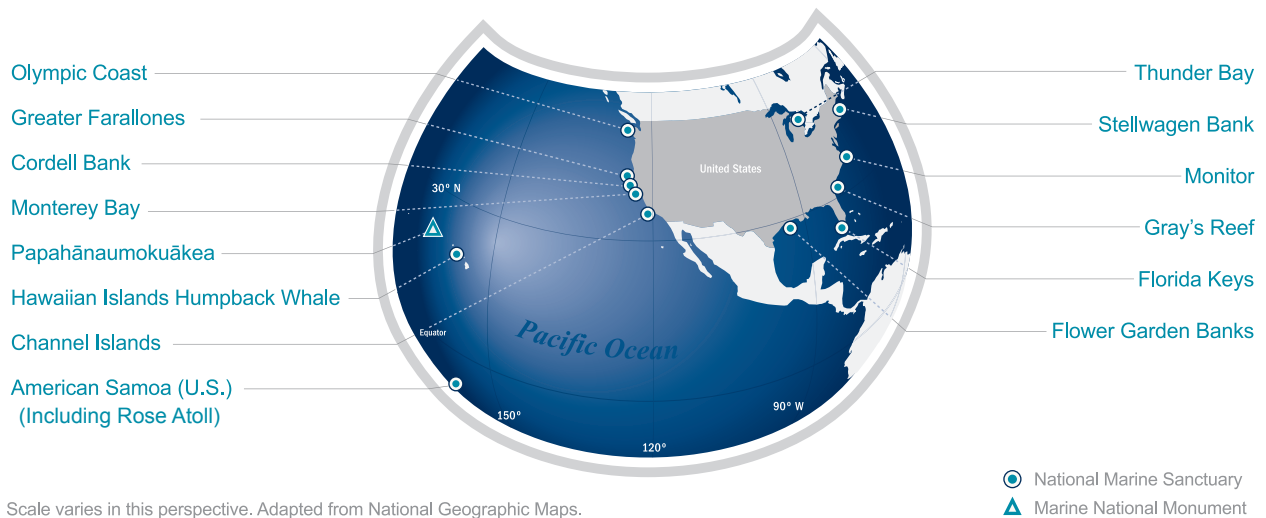 Olympic Coast
Greater Farallones
Cordell Bank
Monterey Bay
Papahānaumokuākea
Hawaiian Islands Humpback Whale
Channel Islands
American Samoa (U.S.)
(Including Rose Atoll)
30° N
Equator
150°
120°
90° W
United States
Pacific Ocean
Thunder Bay
Stellwagen Bank
Monitor
Gray’s Reef
Florida Keys
Flower Garden Banks
National Marine Sanctuary
Marine National Monument
Scale varies in this perspective. Adapted from National Geographic Maps.